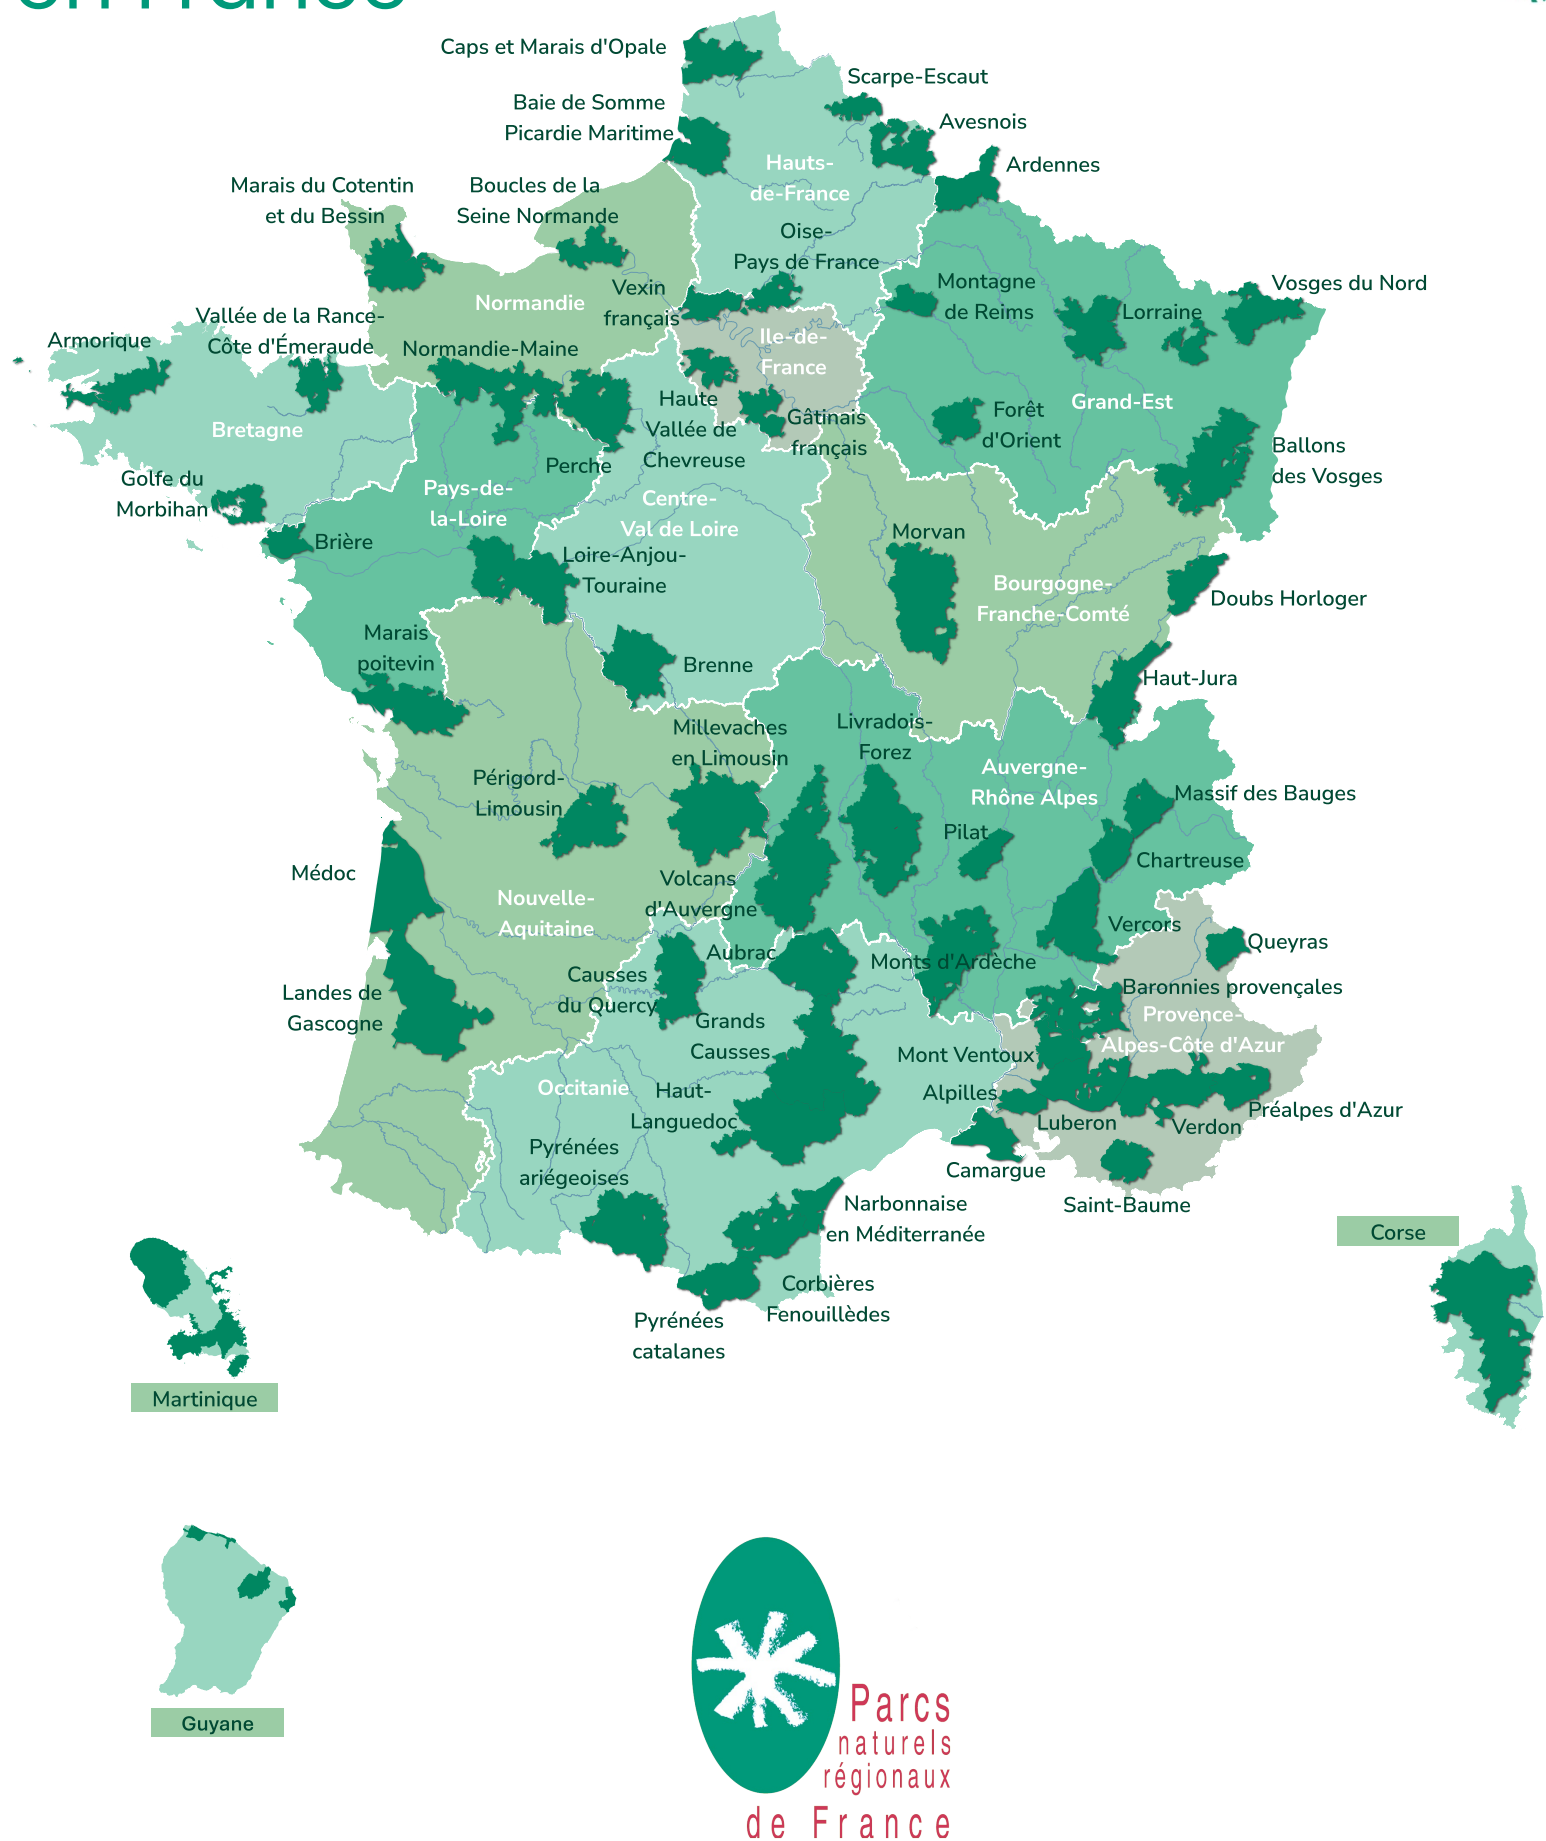 en France
Caps et Marais d'Opale
Scarpe-Escaut
Baie de Somme
Picardie Maritime
Avesnois
Ardennes
Hauts-
de-France
Marais du Cotentin
et du Bessin
Boucles de la
Seine Normande
Oise-
Pays de France
Montagne
de Reims
Vosges du Nord
Lorraine
Vexin
français
Normandie
Vallée de la Rance-
Côte d'Émeraude
Armorique
Normandie-Maine
Ile-de-
France
Grand-Est
Haute
Vallée de
Chevreuse
Gâtinais
français
Forêt
d'Orient
Bretagne
Ballons
des Vosges
Perche
Golfe du
Morbihan
Pays-de-
la-Loire
Centre-
Val de Loire
Brière
Morvan
Loire-Anjou-
Touraine
Bourgogne-
Franche-Comté
Doubs Horloger
Marais
poitevin
Brenne
Haut-Jura
Millevaches
en Limousin
Livradois-
Forez
Auvergne-
Rhône Alpes
Périgord-
Limousin
Massif des Bauges
Pilat
Chartreuse
Médoc
Volcans
d'Auvergne
Nouvelle-
Aquitaine
Vercors
Queyras
Aubrac
Monts d'Ardèche
Causses
du Quercy
Baronnies provençales
Landes de
Gascogne
Grands
Causses
Provence-
Alpes-Côte d'Azur
Mont Ventoux
Occitanie
Haut-
Languedoc
Alpilles
Préalpes d'Azur
Luberon
Verdon
Pyrénées
ariégeoises
Camargue
Saint-Baume
Narbonnaise
en Méditerranée
Corse
Corbières
Fenouillèdes
Pyrénées
catalanes
Martinique
Guyane
Parcs
naturels
régionaux
de France